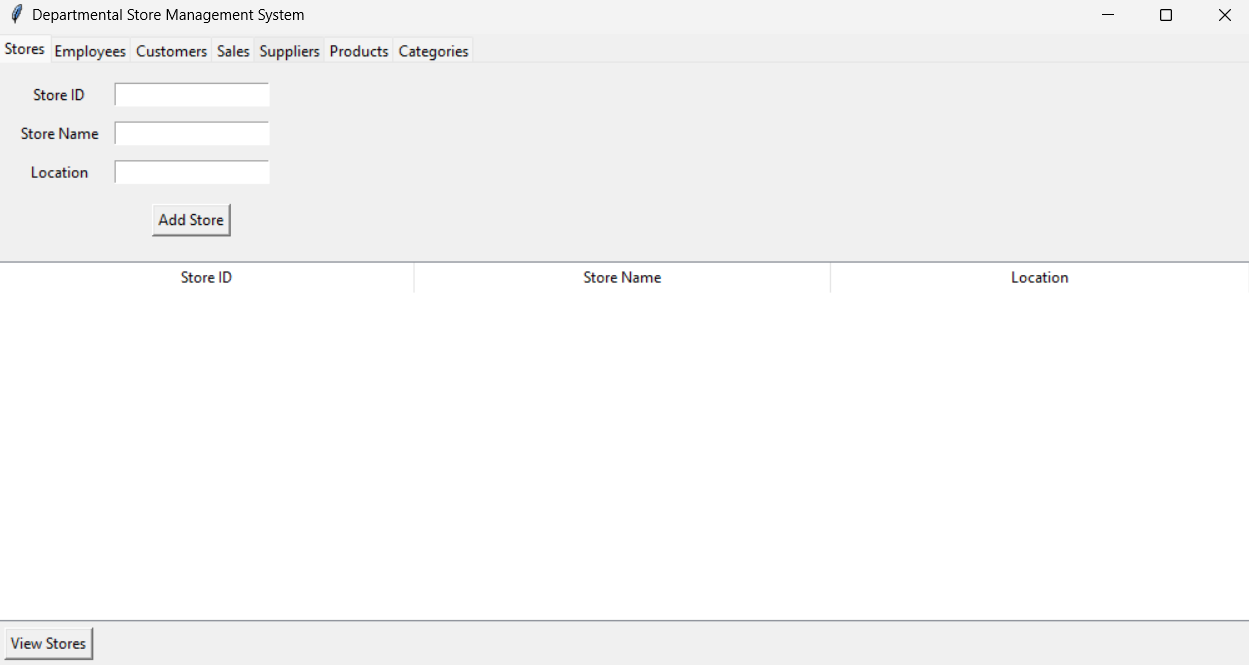 Departmental Store Management System
Stores Employees Customers Sales Suppliers Products Categories
Store ID
Store Name
Location
Add Store
Store ID Store Name Location
View Stores